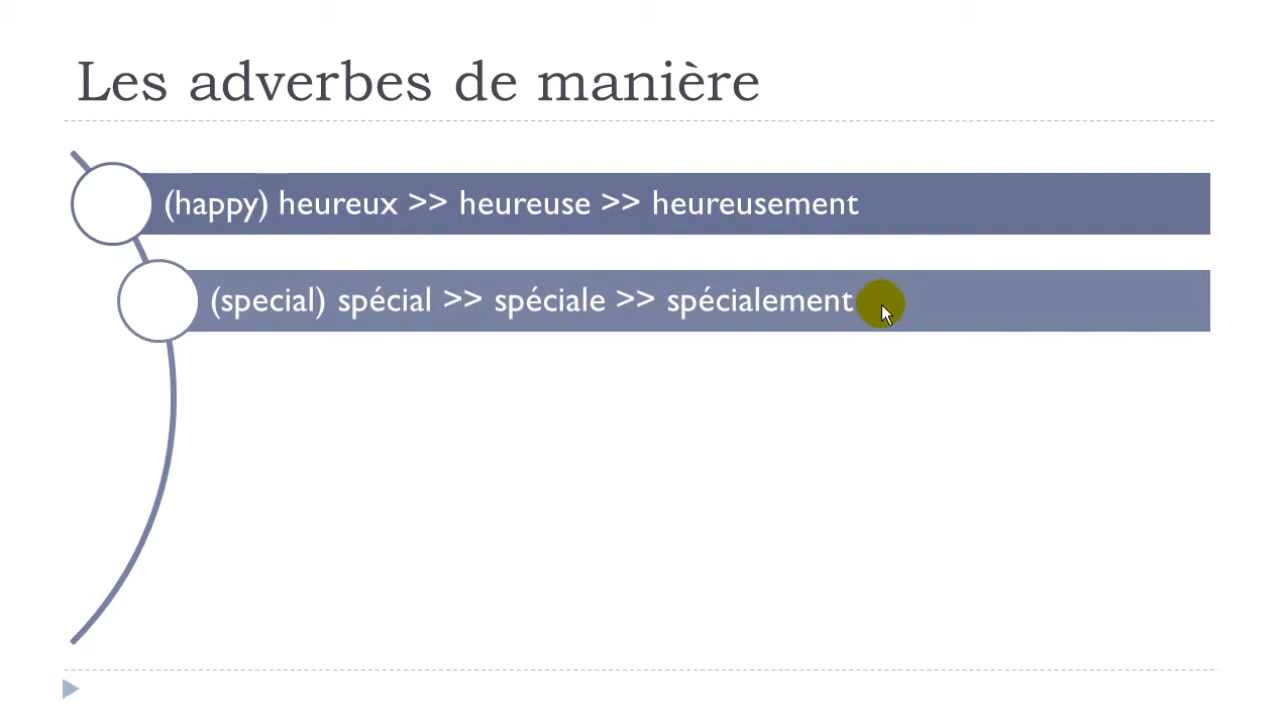 Les adverbes de manière
(happy) heureux >> heureuse >> heureusement
(special) spécial >> spéciale >> spécialement